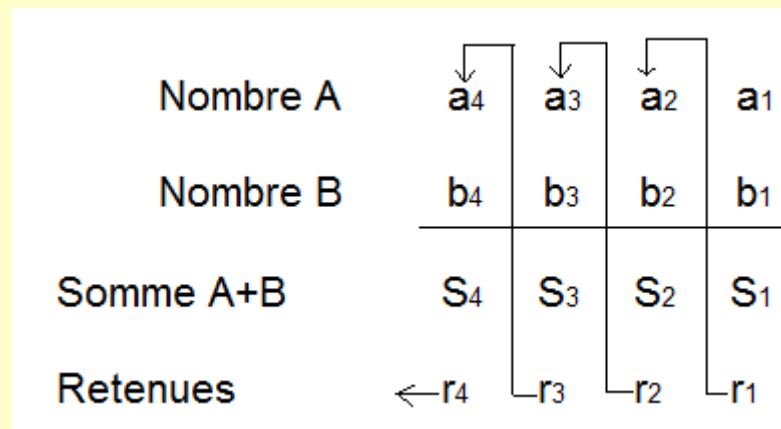 Nombre A a4 a3 a2 a1
Nombre B b4 b3 b2 b1
Somme A+B S4 S3 S2 S1
Retenues r4 r3 r2 r1